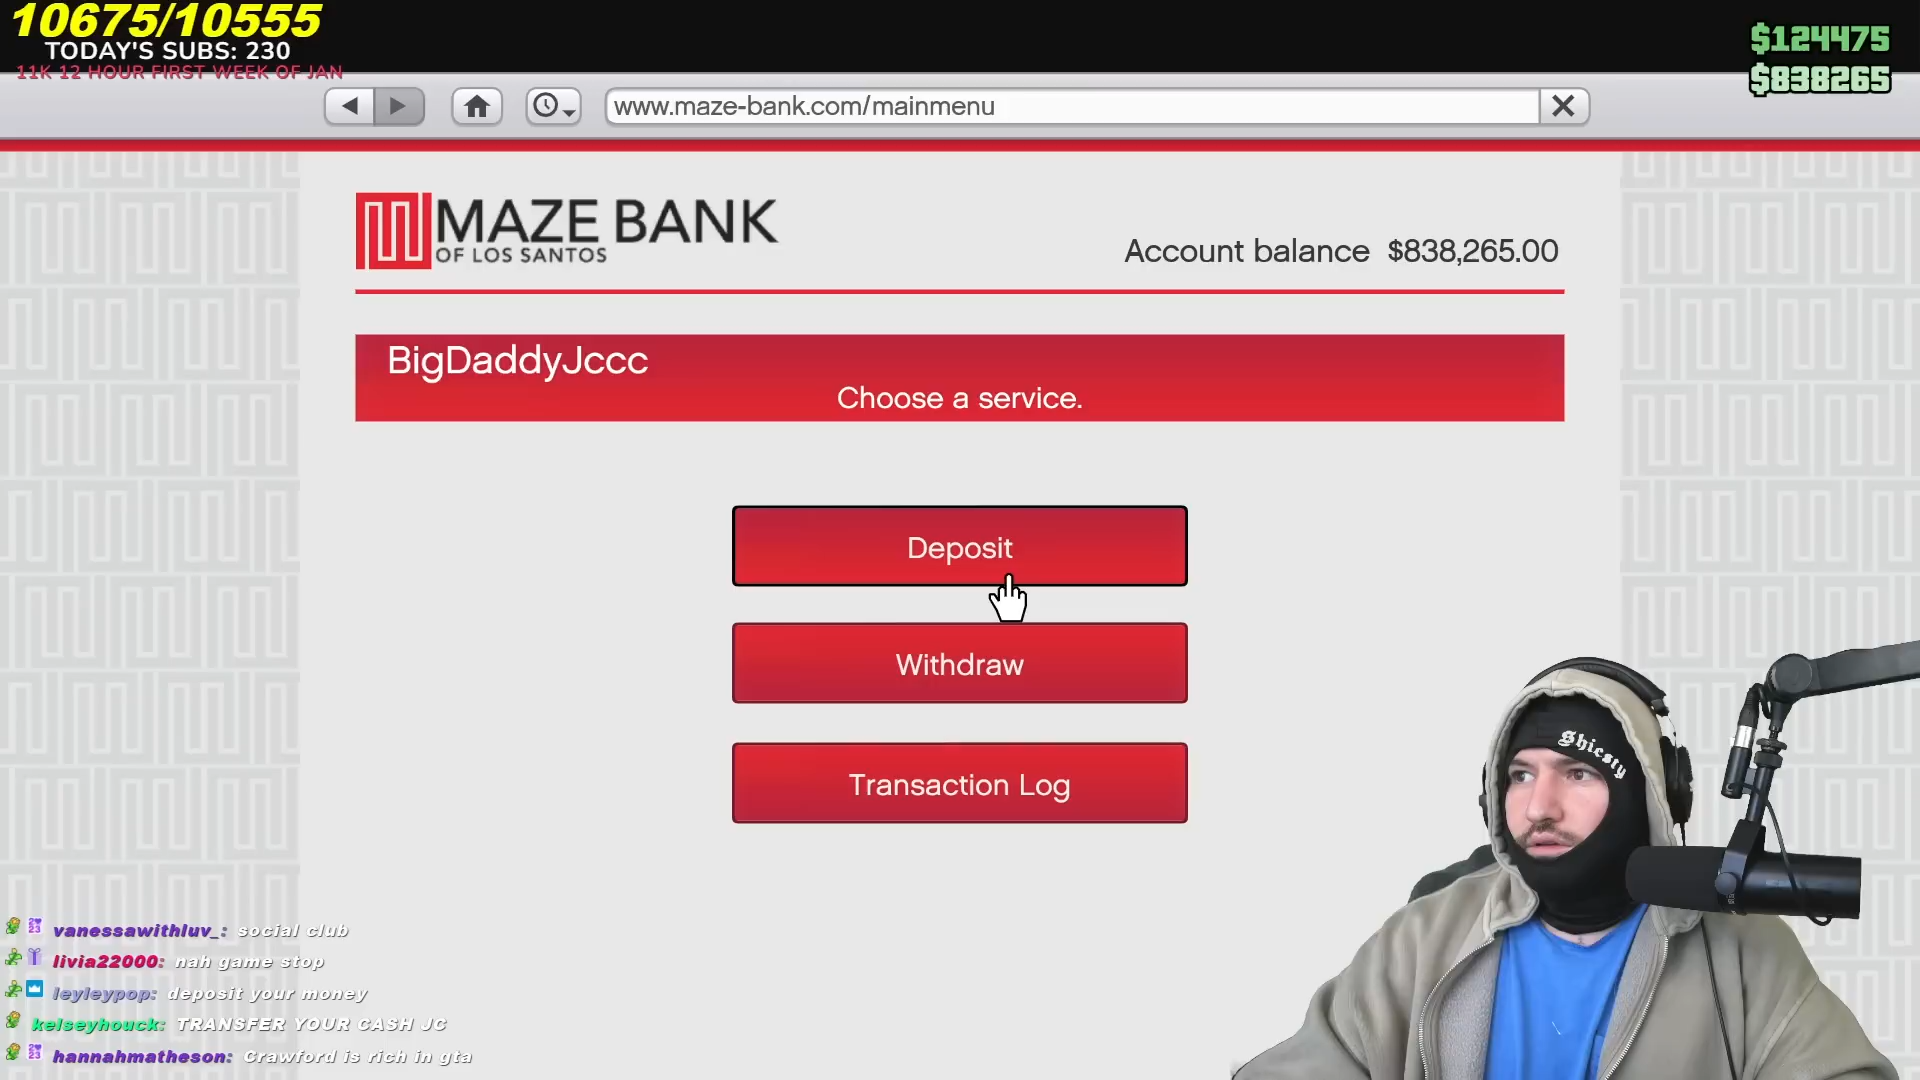 10675/10555
TODAY'S SUBS: 230
11K 12 HOUR FIRST WEEK OF JAN
$124475
$838265
www.maze-bank.com/mainmenu
MAZE BANK
OF LOS SANTOS
Account balance $838,265.00
BigDaddyJccc
Choose a service.
Deposit
Withdraw
Transaction Log
Shiesty
vanessawithluv_: social club
livia22000: nah game stop
leyleypop: deposit your money
kelseyhouck: TRANSFER YOUR CASH JC
hannahmatheson: Crawford is rich in gta